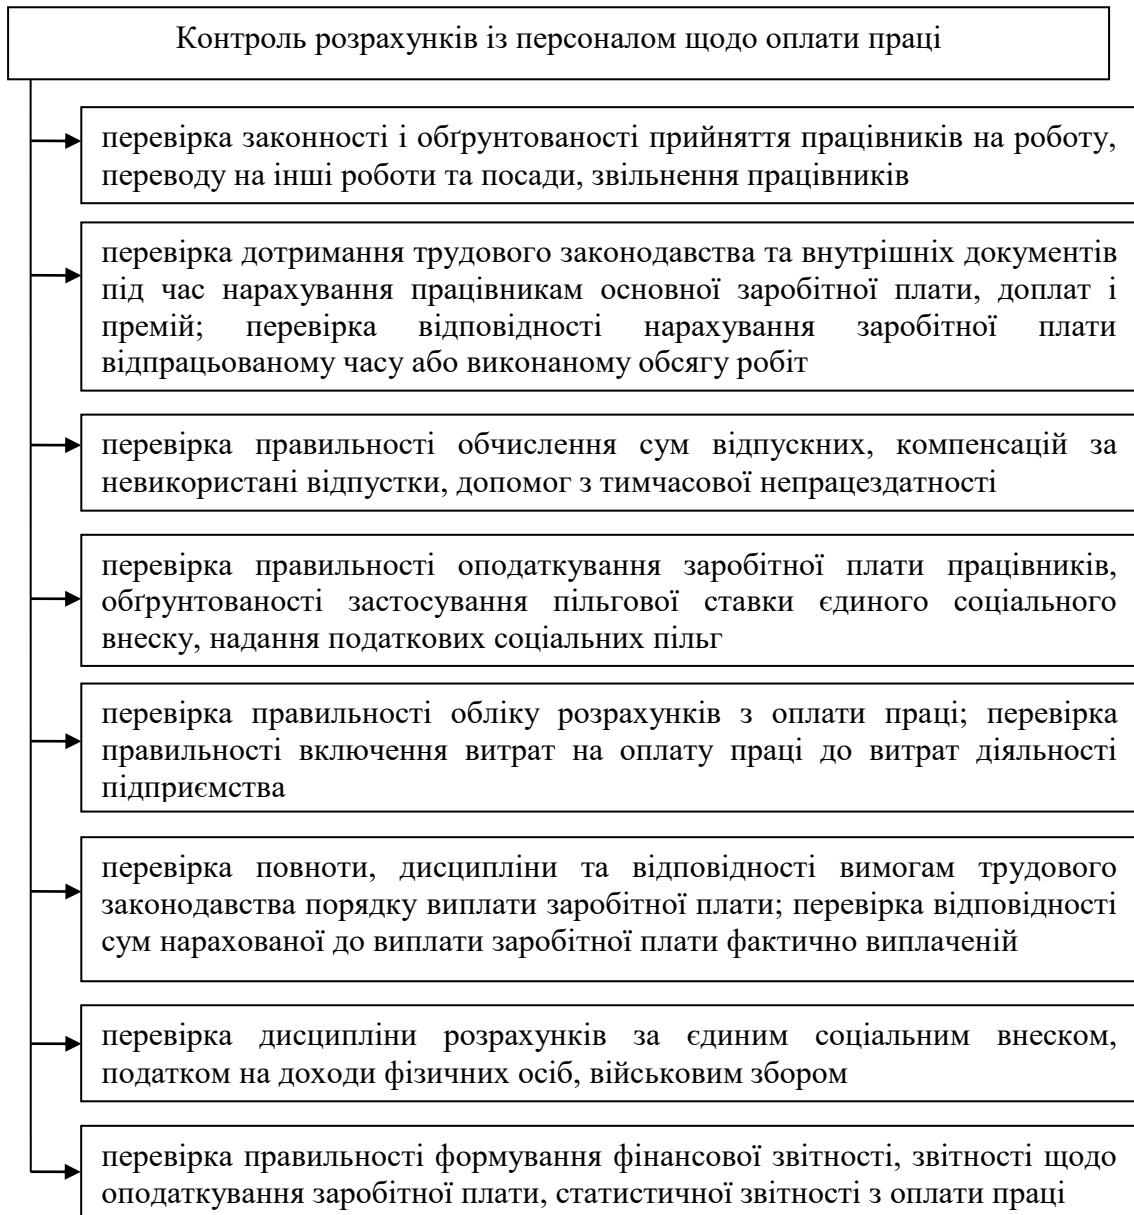 Контроль розрахунків із персоналом щодо оплати праці
перевірка законності і обґрунтованості прийняття працівників на роботу,
переводу на інші роботи та посади, звільнення працівників
перевірка дотримання трудового законодавства та внутрішніх документів
під час нарахування працівникам основної заробітної плати, доплат і
премій; перевірка відповідності нарахування заробітної плати
відпрацьованому часу або виконаному обсягу робіт
перевірка правильності обчислення сум відпускних, компенсацій за
невикористані відпустки, допомог з тимчасової непрацездатності
перевірка правильності оподаткування заробітної плати працівників,
обґрунтованості застосування пільгової ставки єдиного соціального
внеску, надання податкових соціальних пільг
перевірка правильності обліку розрахунків з оплати праці; перевірка
правильності включення витрат на оплату праці до витрат діяльності
підприємства
перевірка повноти, дисципліни та відповідності вимогам трудового
законодавства порядку виплати заробітної плати; перевірка відповідності
сум нарахованої до виплати заробітної плати фактично виплаченій
перевірка дисципліни розрахунків за єдиним соціальним внеском,
податком на доходи фізичних осіб, військовим збором
перевірка правильності формування фінансової звітності, звітності щодо
оподаткування заробітної плати, статистичної звітності з оплати праці